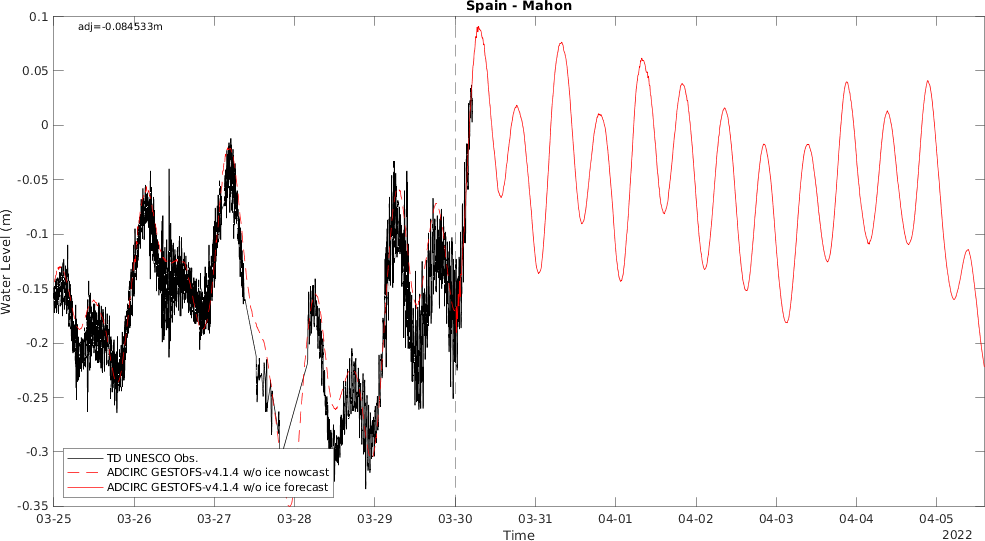 Spain - Mahon
adj=-0.084533m
0.1
0.05
0
-0.05
-0.1
-0.15
-0.2
-0.25
-0.3
-0.35
Water Level (m)
TD UNESCO Obs.
ADCIRC GESTOFS-v4.1.4 w/o ice nowcast
ADCIRC GESTOFS-v4.1.4 w/o ice forecast
03-25 03-26 03-27 03-28 03-29 03-30 03-31 04-01 04-02 04-03 04-04 04-05
Time
2022